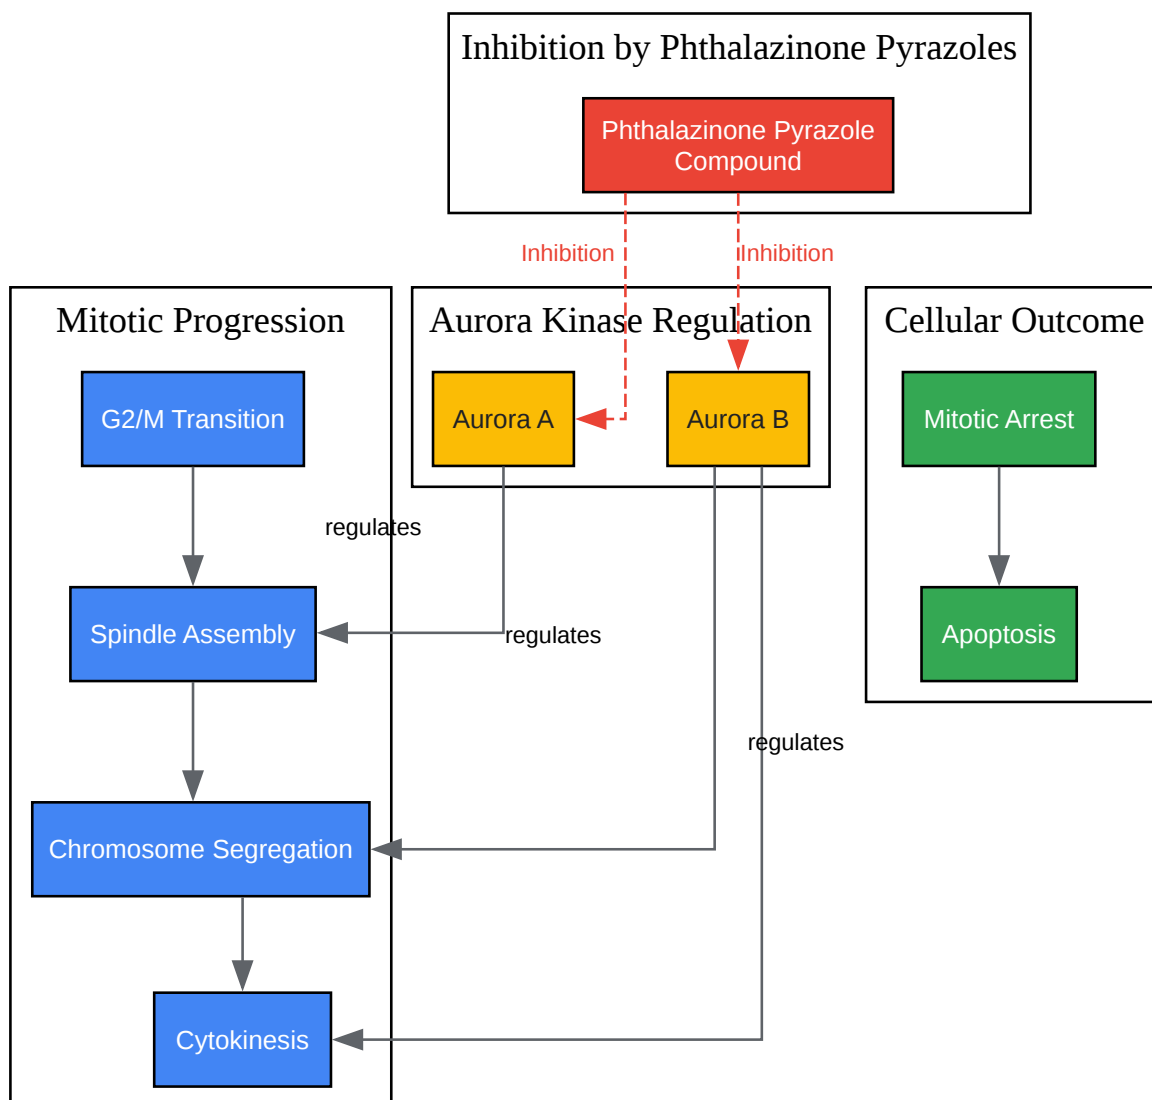 Inhibition by Phthalazinone Pyrazoles
Phthalazinone Pyrazole
Compound
Inhibition
Inhibition
Mitotic Progression
Aurora Kinase Regulation
Cellular Outcome
G2/M Transition
Aurora A
Aurora B
Mitotic Arrest
regulates
Spindle Assembly
regulates
Apoptosis
regulates
Chromosome Segregation
Cytokinesis